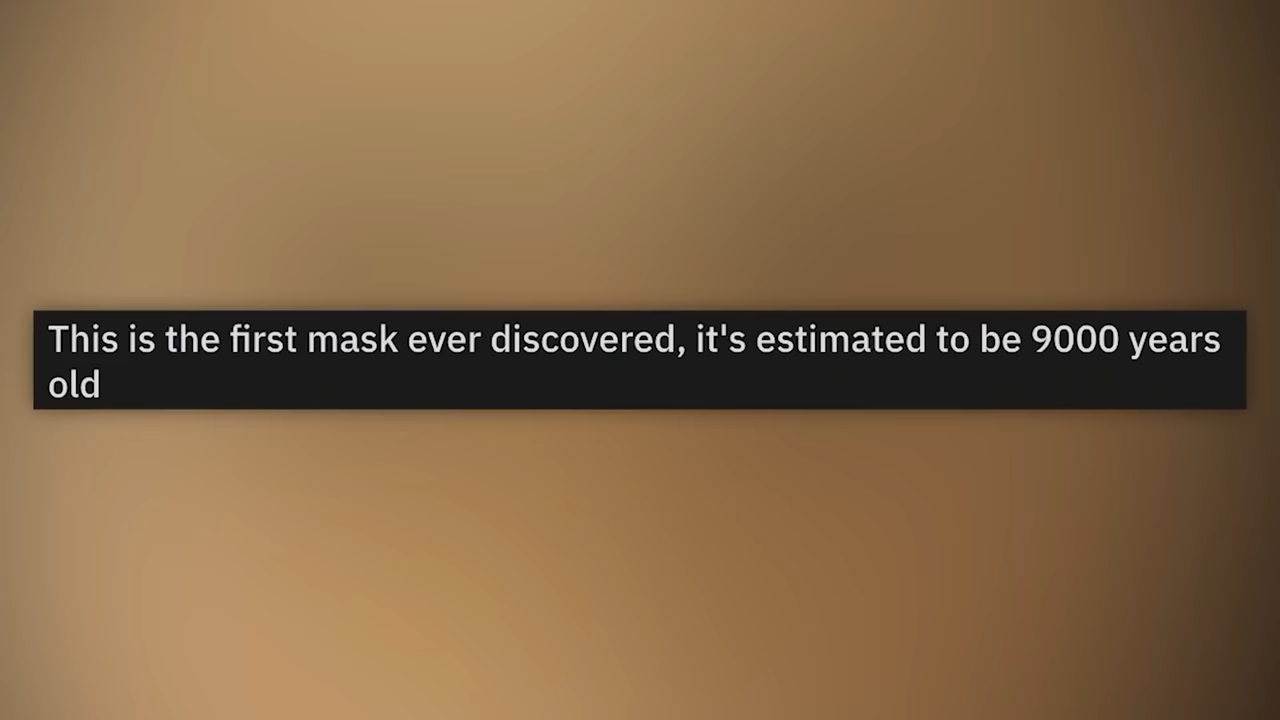 This is the first mask ever discovered, it's estimated to be 9000 years
old